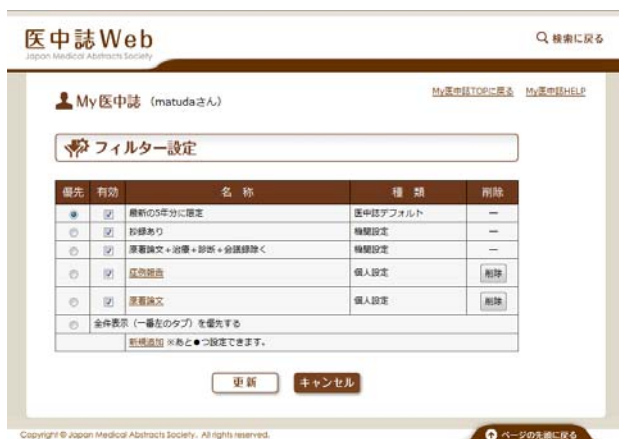 医中誌Web
検索に戻る
Japan Medical Abstracts Society
My医中誌 (matudaさん)
My医中誌TOPに戻る My医中誌HELP
フィルター設定
優先 有効 名 称 種 類 削除
最新の5年分に限定 医中誌デフォルト ー
抄録あり 機関設定 ー
原著論文+治療+診断+会議録除く 機関設定 ー
症例報告 個人設定 削除
原著論文 個人設定 削除
全件表示(一番左のタブ)を優先する
新規追加 ※あと●つ設定できます。
更新 キャンセル
Copyright © Japan Medical Abstracts Society. All rights reserved.
ページの先頭に戻る